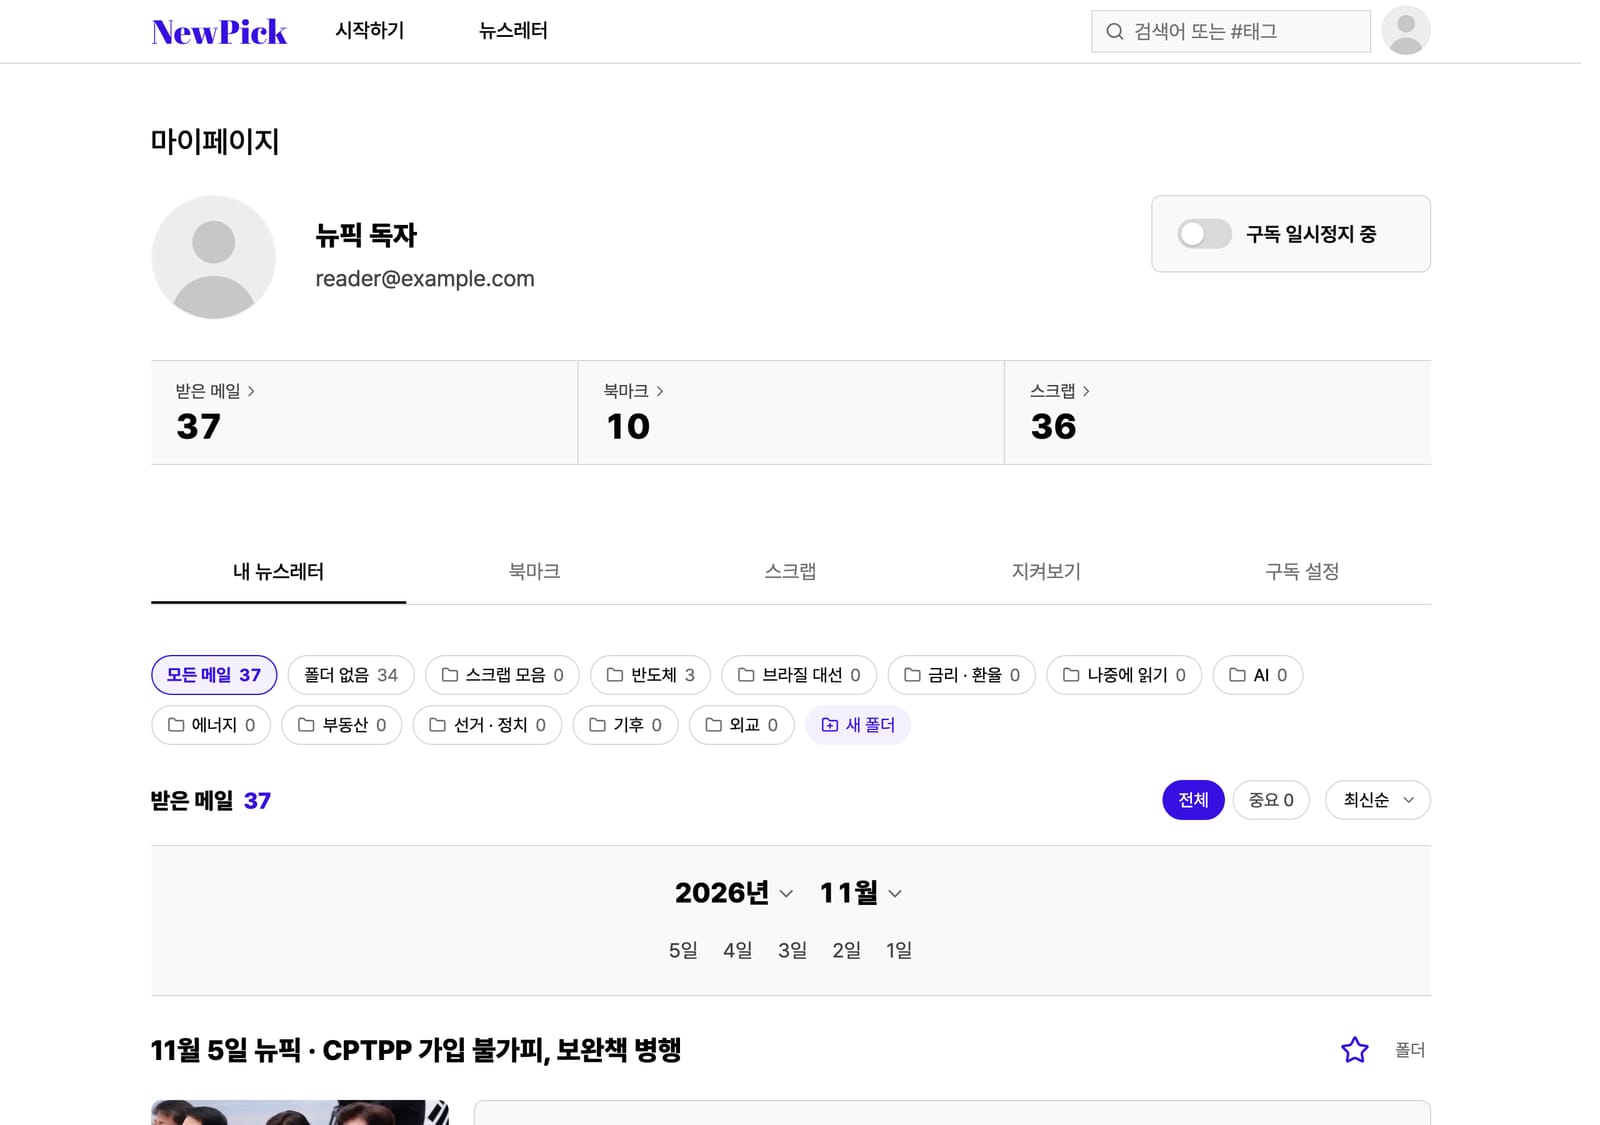 NewPick 시작하기 뉴스레터 검색어 또는 #태그
마이페이지
뉴픽 독자
reader@example.com
구독 일시정지 중
받은 메일
37
북마크
10
스크랩
36
내 뉴스레터 북마크 스크랩 지켜보기 구독 설정
모든 메일 37 폴더 없음 34 스크랩 모음 0 반도체 3 브라질 대선 0 금리 · 환율 0 나중에 읽기 0 AI 0
에너지 0 부동산 0 선거 · 정치 0 기후 0 외교 0 새 폴더
받은 메일 37 전체 중요 0 최신순
2026년 11월
5일 4일 3일 2일 1일
11월 5일 뉴픽 · CPTPP 가입 불가피, 보완책 병행 폴더